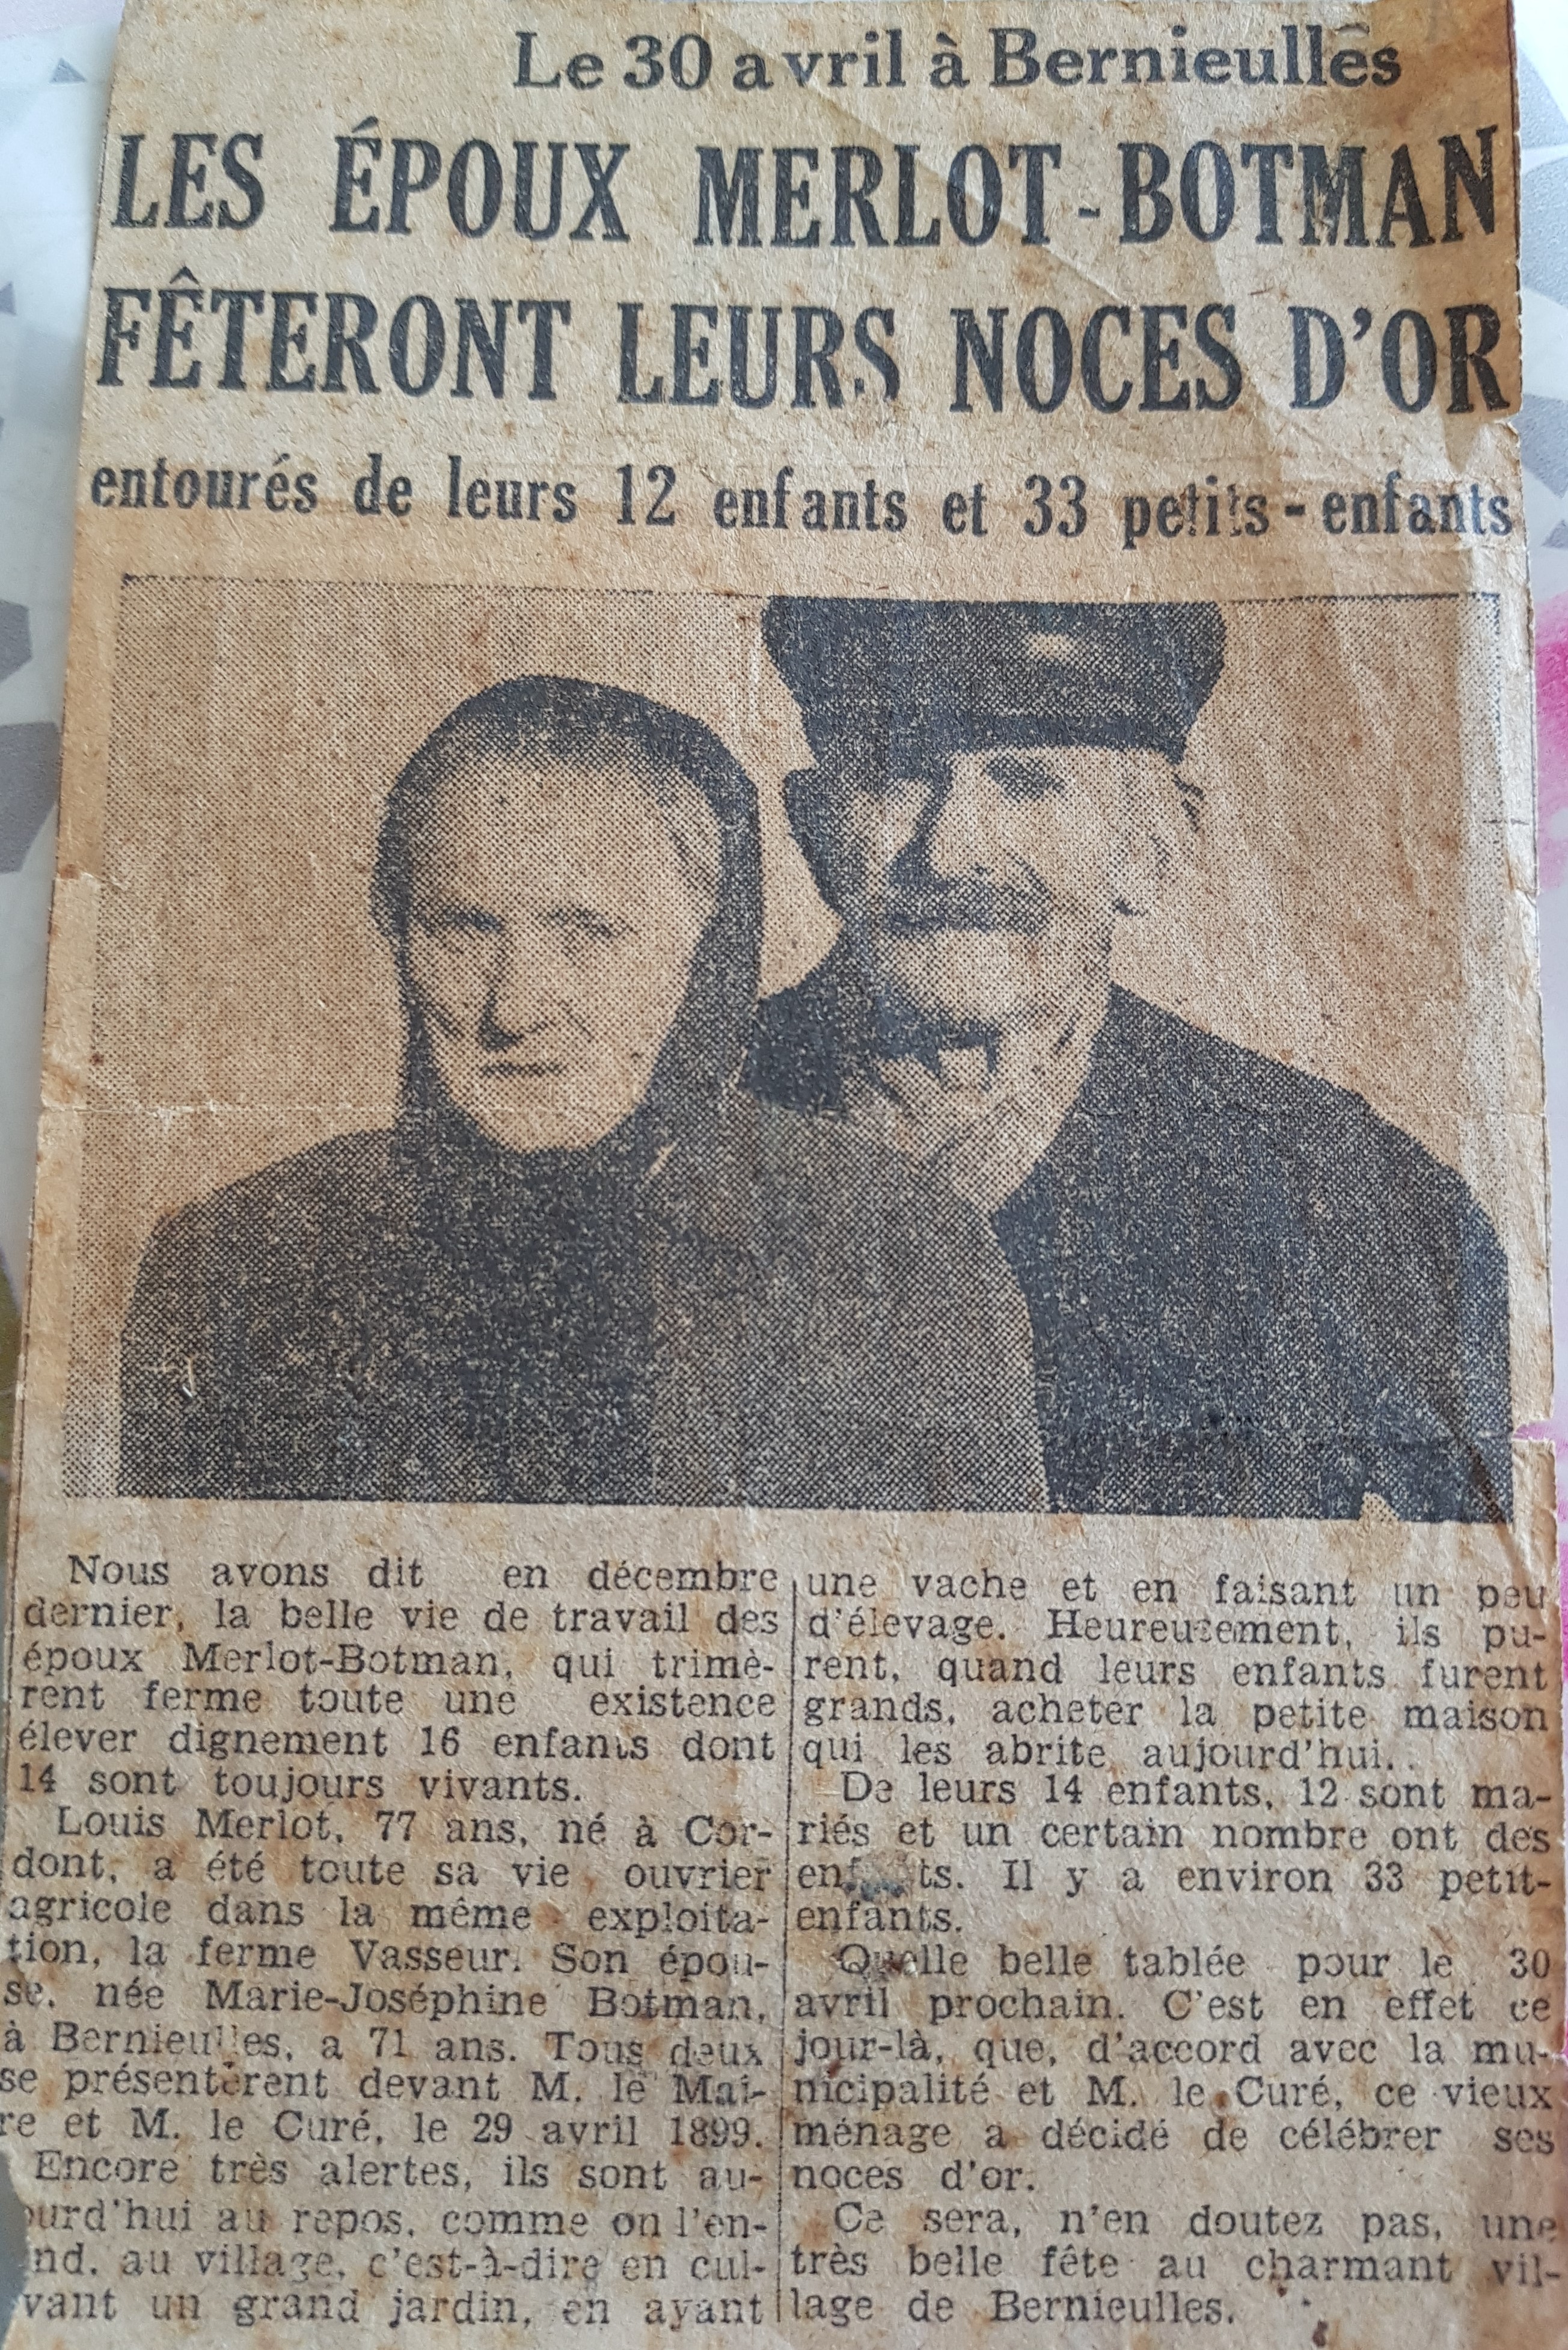 Le 30 avril à Bernieulles
LES ÉPOUX MERLOT-BOTMAN
FÊTERONT LEURS NOCES D'OR
entourés de leurs 12 enfants et 33 petits-enfants
Nous avons dit en décembre
dernier, la belle vie de travail des
époux Merlot-Botman, qui trimè-
rent ferme toute une existence
élever dignement 16 enfants dont
14 sont toujours vivants.
Louis Merlot, 77 ans, né à Cor-
dont, a été toute sa vie ouvrier
agricole dans la même exploita-
tion, la ferme Vasseur. Son épou-
se, née Marie-Joséphine Botman,
à Bernieulles, a 71 ans. Tous deux
se présentèrent devant M. le Mai-
re et M. le Curé, le 29 avril 1899.
Encore très alertes, ils sont au-
ourd'hui au repos, comme on l'en-
nd, au village, c'est-à-dire en cul-
vant un grand jardin, en ayant
une vache et en faisant un peu
d'élevage. Heureusement, ils pu-
rent, quand leurs enfants furent
grands, acheter la petite maison
qui les abrite aujourd'hui..
De leurs 14 enfants, 12 sont ma-
riés et un certain nombre ont des
enf ts. Il y a environ 33 petit-
enfants.
Quelle belle tablée pour le 30
avril prochain. C'est en effet ce
jour-là, que, d'accord avec la mu-
nicipalité et M. le Curé, ce vieux
ménage a décidé de célébrer ses
noces d'or.
Ce sera, n'en doutez pas, une
très belle fête au charmant vil-
lage de Bernieulles.